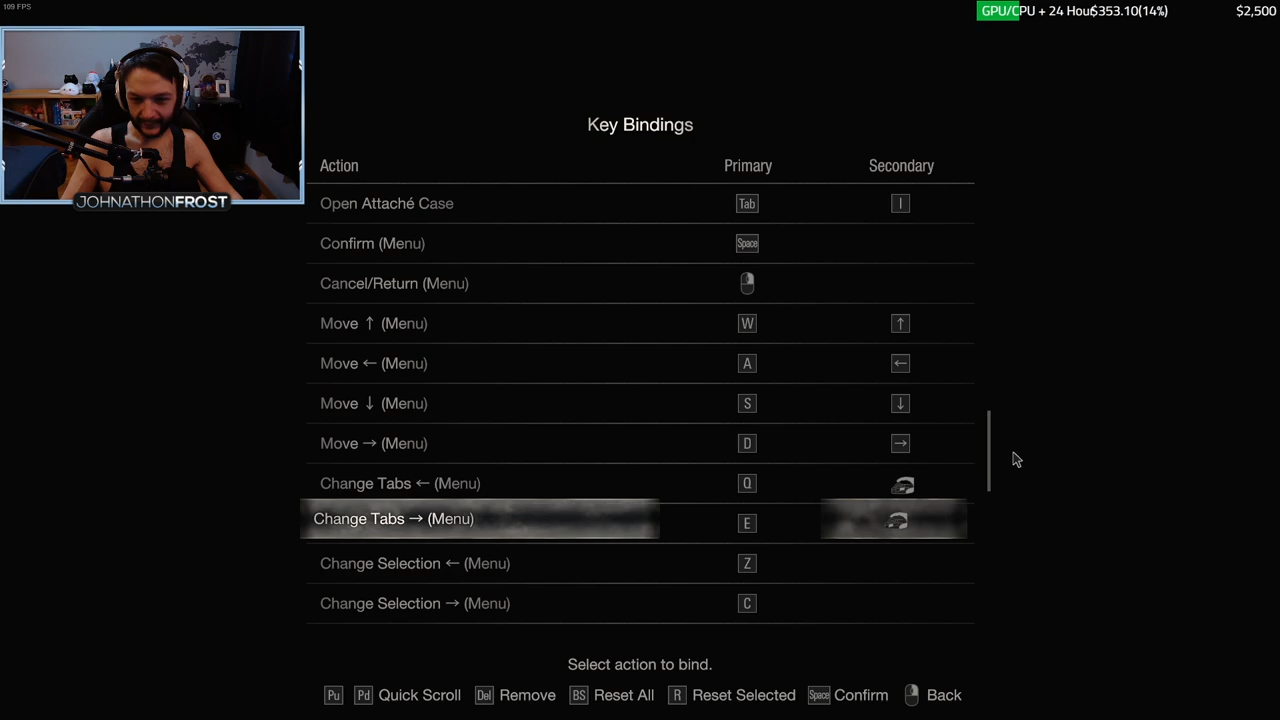 109 FPS
GPU/CPU + 24 Hour $353.10(14%) $2,500
JOHNATHONFROST
Key Bindings
Action Primary Secondary
Open Attaché Case Tab I
Confirm (Menu) Space
Cancel/Return (Menu)
Move ↑ (Menu) W ↑
Move ← (Menu) A ←
Move ↓ (Menu) S ↓
Move → (Menu) D →
Change Tabs ← (Menu) Q
Change Tabs → (Menu) E
Change Selection ← (Menu) Z
Change Selection → (Menu) C
Select action to bind.
Pu Pd Quick Scroll Del Remove BS Reset All R Reset Selected Space Confirm Back